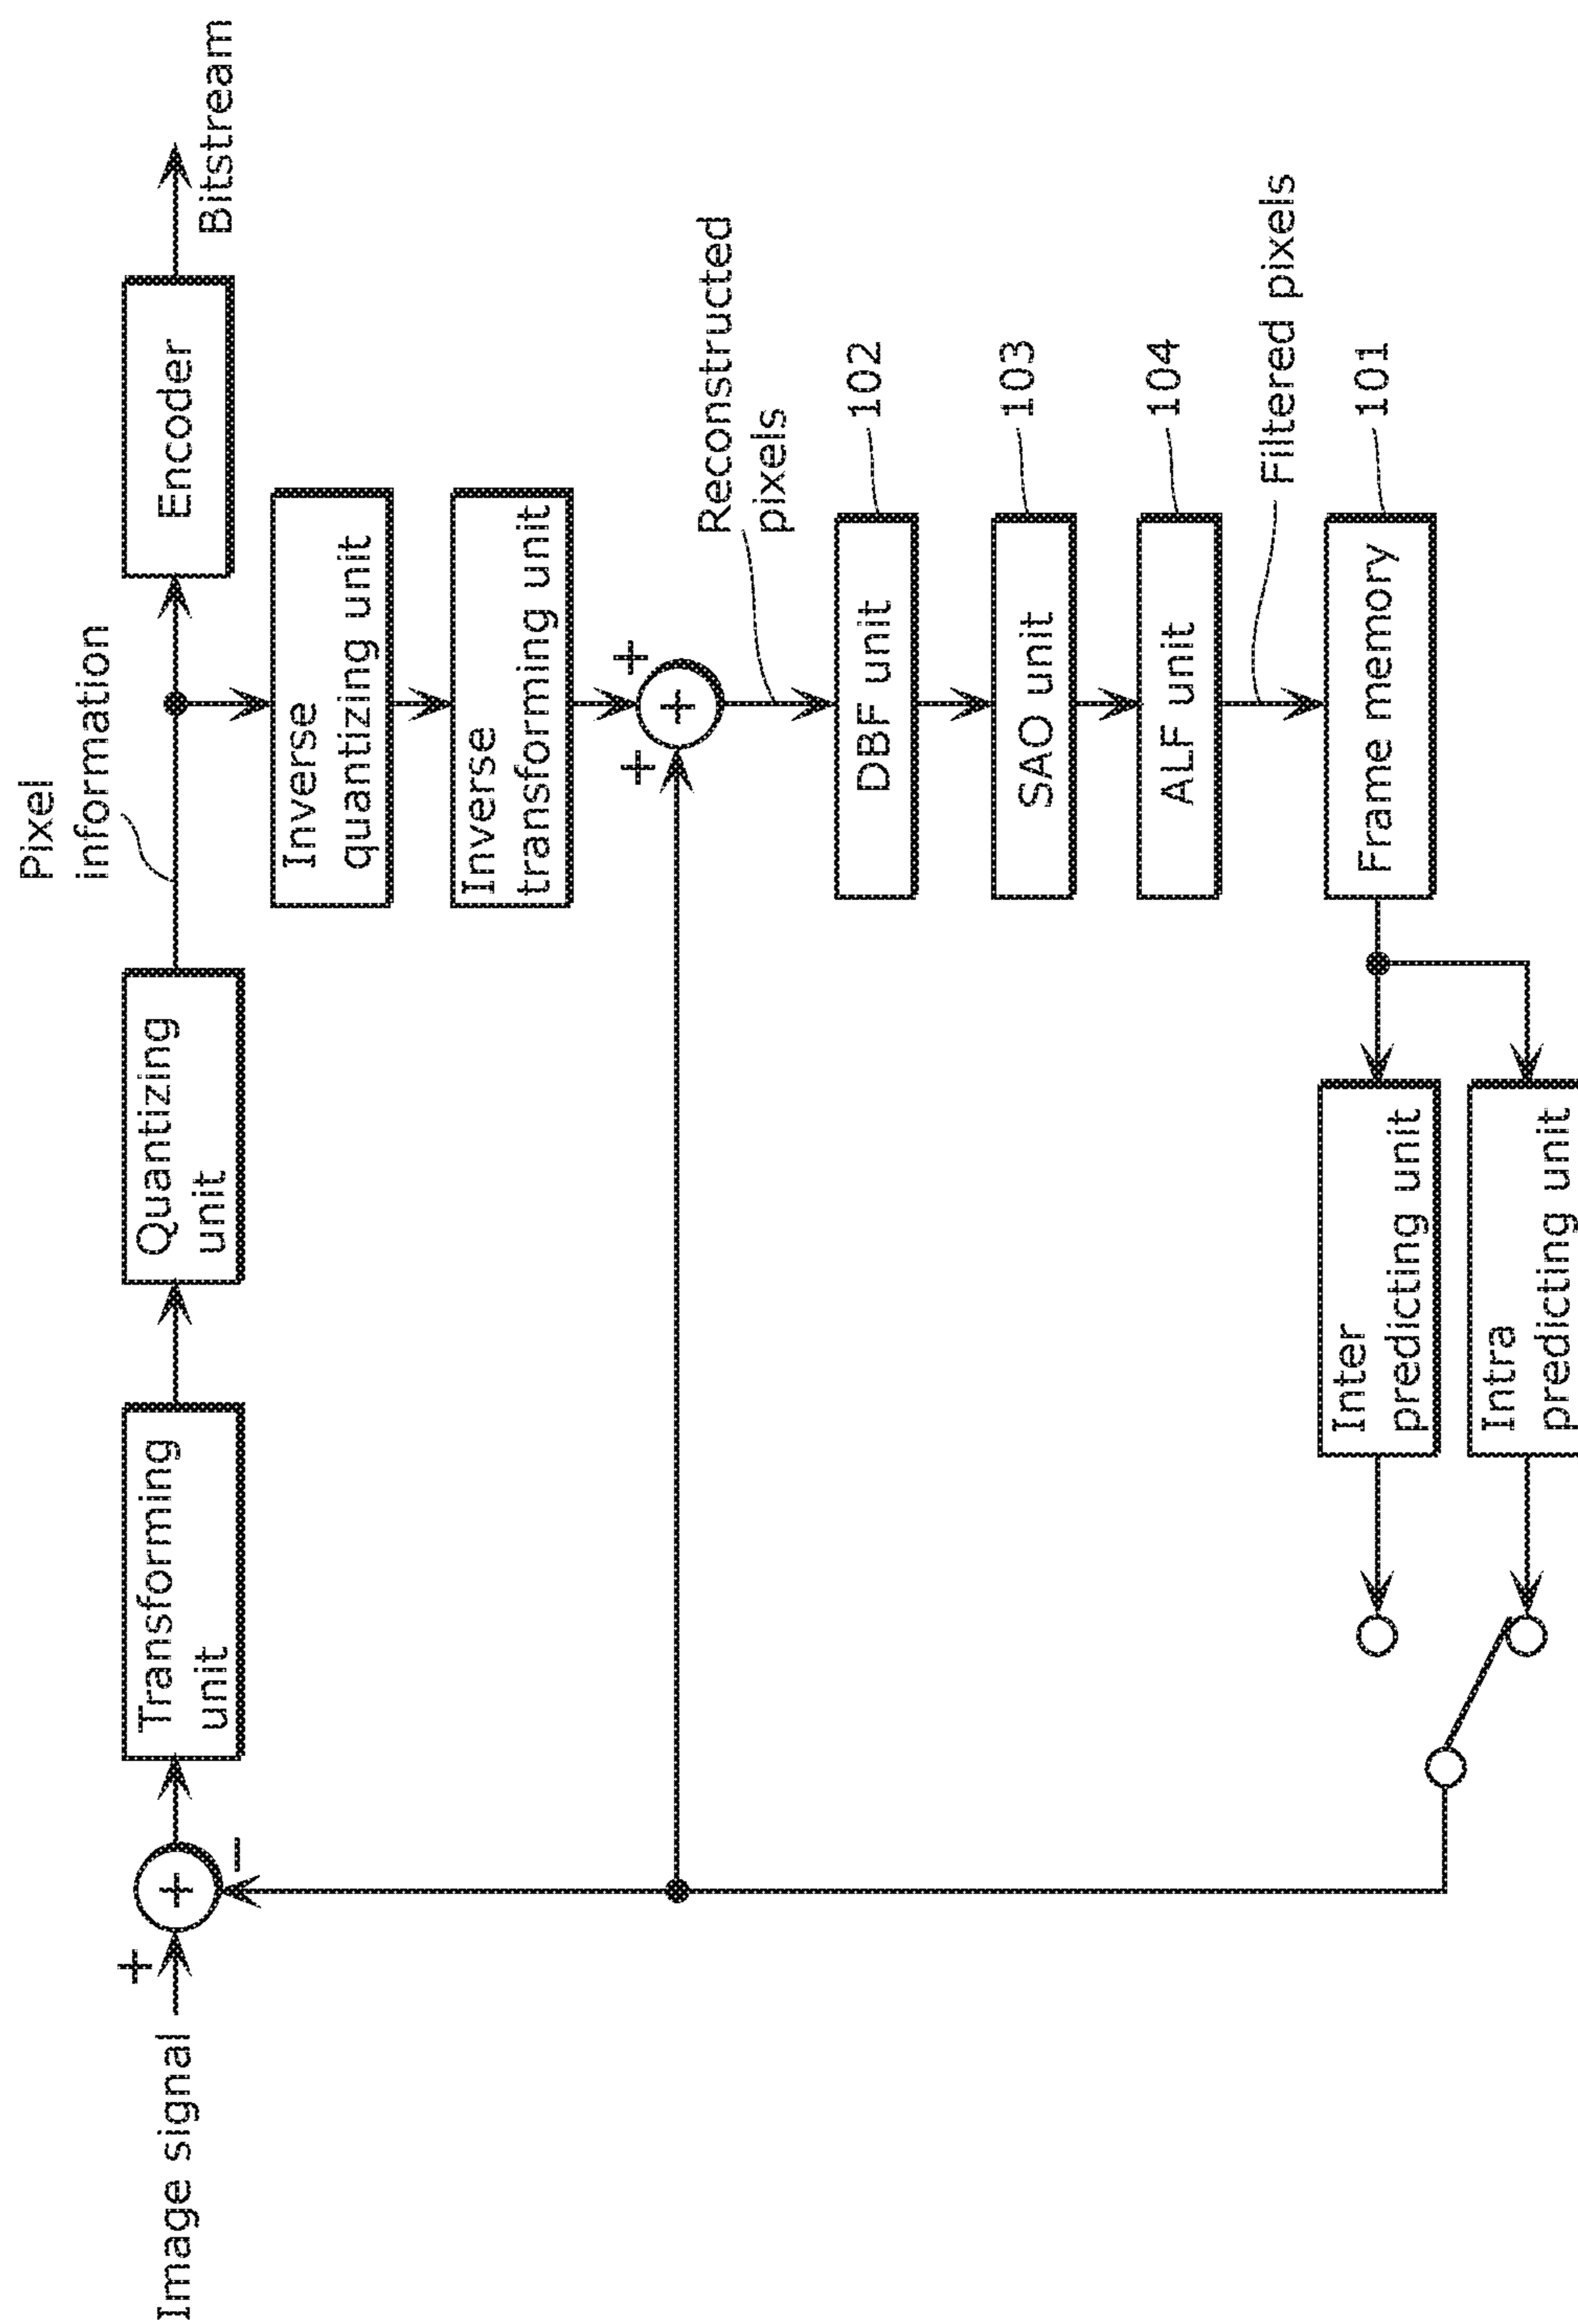 Image signal
+
+
−
Transforming
unit
Quantizing
unit
Pixel
information
Encoder
Bitstream
Inverse
quantizing unit
Inverse
transforming unit
+
+
+
Reconstructed
pixels
DBF unit
102
SAO unit
103
ALF unit
104
Filtered pixels
Frame memory
101
Inter
predicting unit
Intra
predicting unit